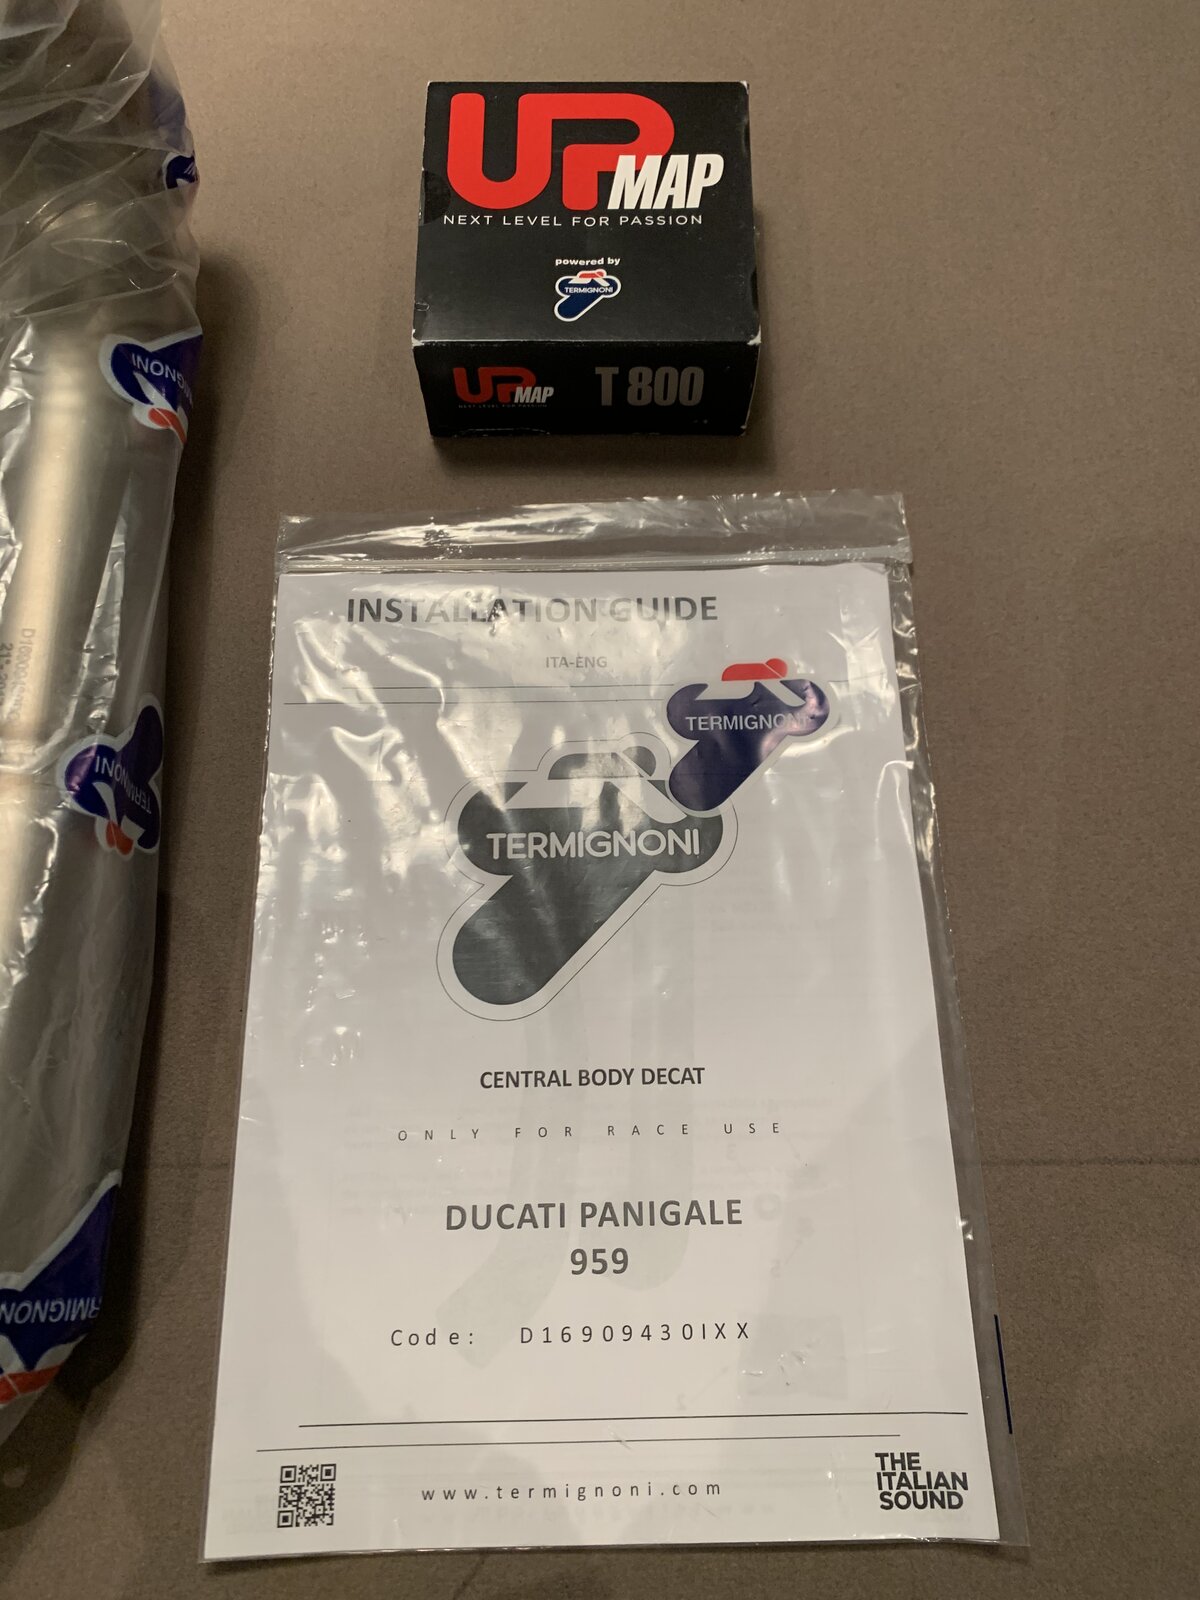 UP MAP
NEXT LEVEL FOR PASSION
powered by
TERMIGNONI
UP MAP T 800
NEXT LEVEL FOR PASSION
INSTALLATION GUIDE
ITA-ENG
TERMIGNONI
TERMIGNONI
CENTRAL BODY DECAT
ONLY FOR RACE USE
DUCATI PANIGALE
959
Code: D16909430IXX
www.termignoni.com
THE
ITALIAN
SOUND
TERMIGNONI